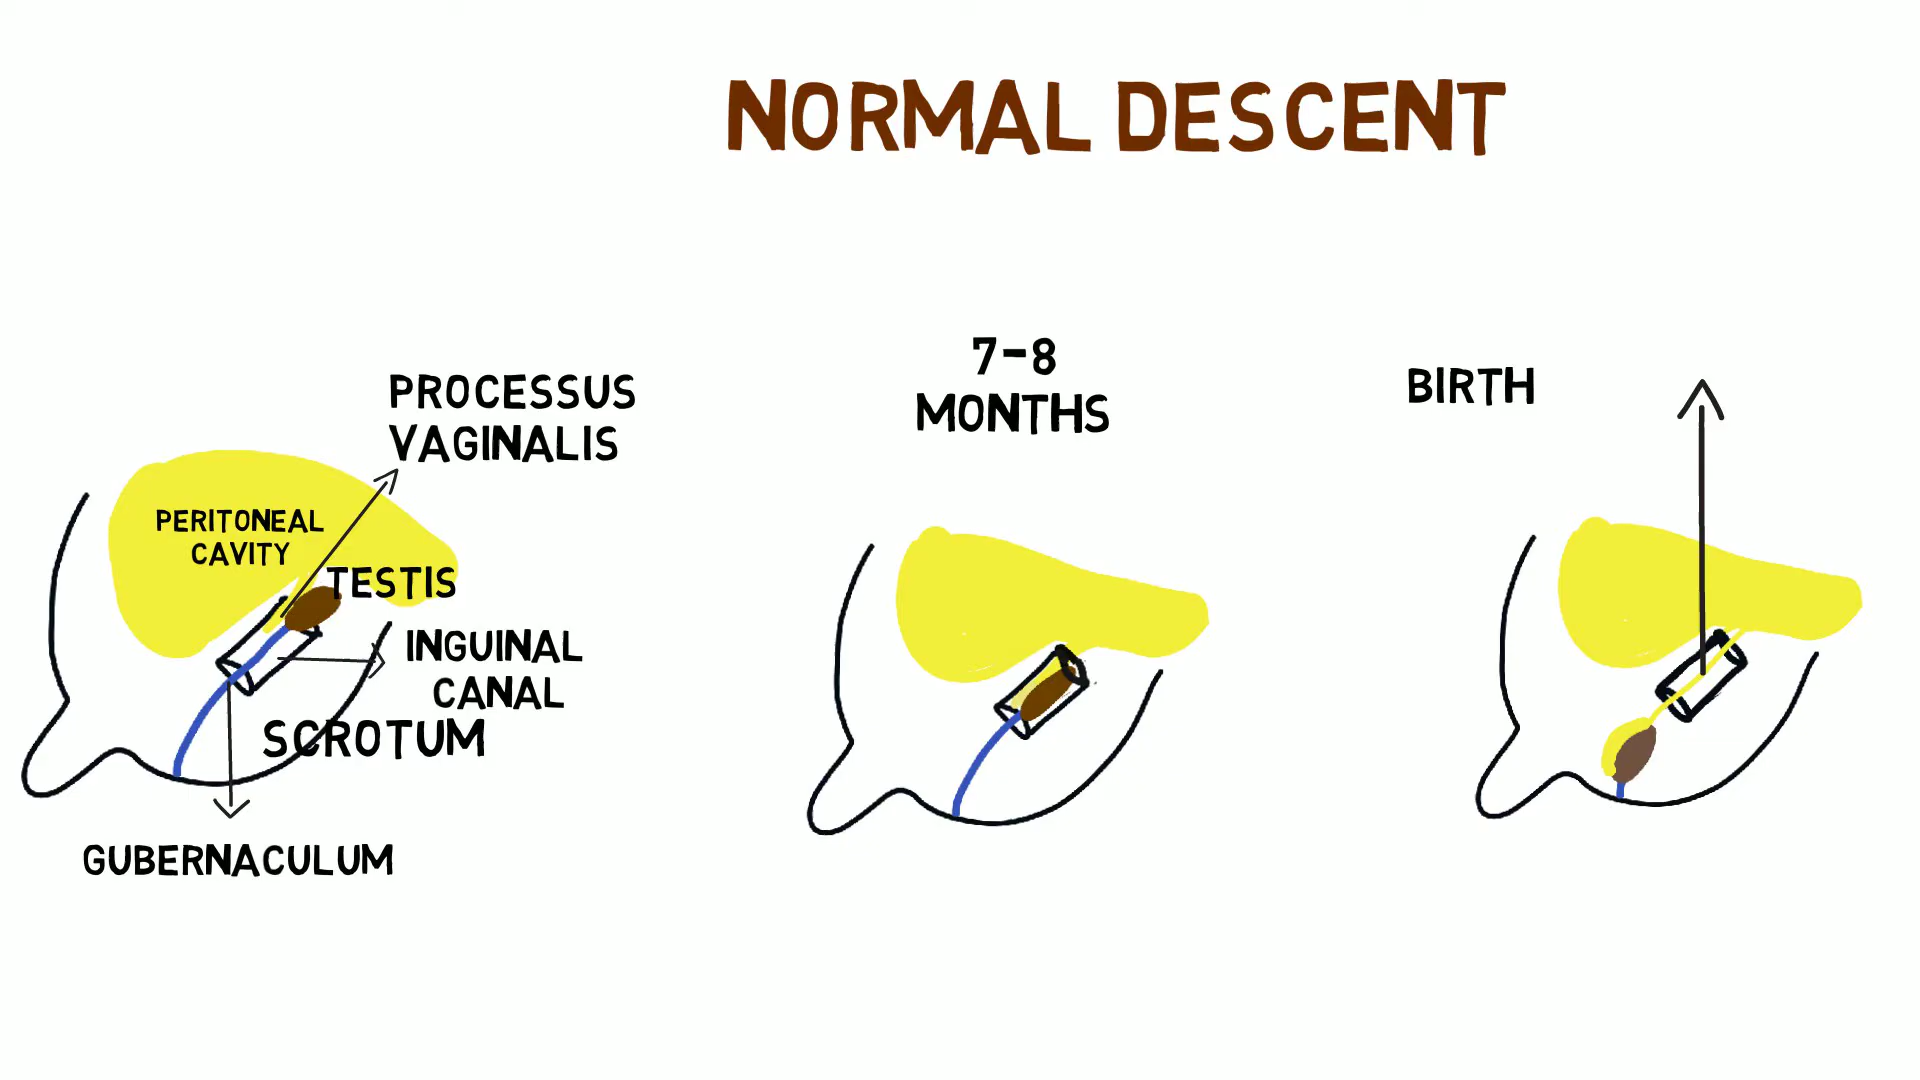 NORMAL DESCENT
PROCESSUS
VAGINALIS
PERITONEAL
CAVITY
TESTIS
INGUINAL
CANAL
SCROTUM
GUBERNACULUM
7-8
MONTHS
BIRTH